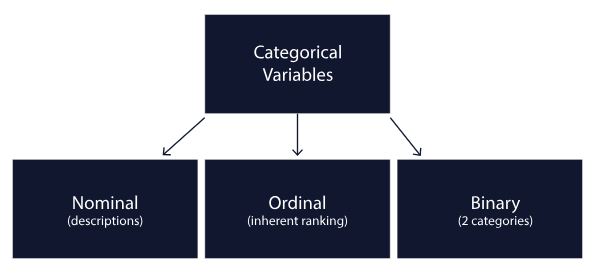 Categorical
Variables
Nominal
(descriptions)
Ordinal
(inherent ranking)
Binary
(2 categories)